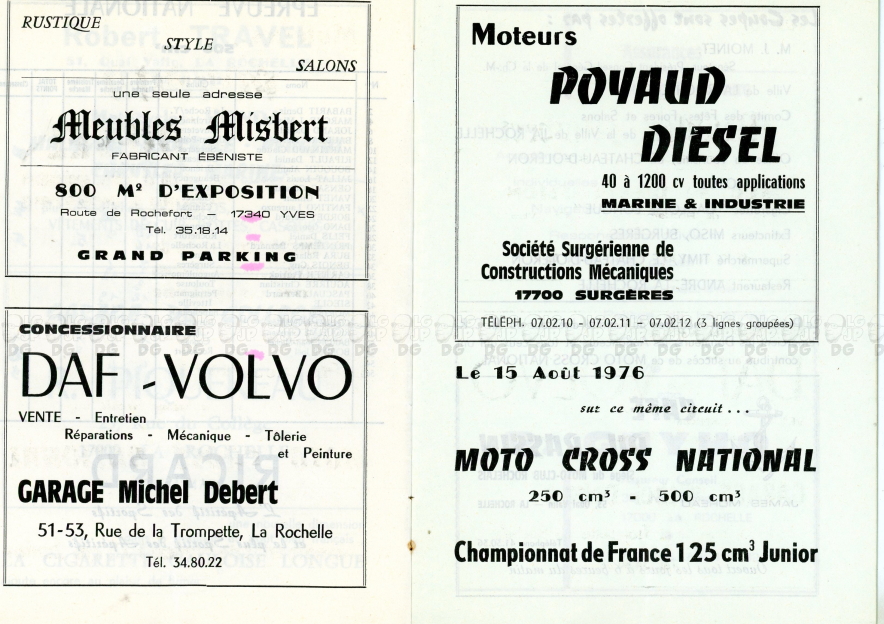 RUSTIQUE
STYLE
SALONS
une seule adresse
Meubles Misbert
FABRICANT ÉBÉNISTE
800 M² D'EXPOSITION
Route de Rochefort — 17340 YVES
Tél. 35.18.14
GRAND PARKING
CONCESSIONNAIRE
DAF - VOLVO
VENTE - Entretien
Réparations - Mécanique - Tôlerie
et Peinture
GARAGE Michel Debert
51-53, Rue de la Trompette, La Rochelle
Tél. 34.80.22
Moteurs
POYAUD
DIESEL
40 à 1200 cv toutes applications
MARINE & INDUSTRIE
Société Surgérienne de
Constructions Mécaniques
17700 SURGÈRES
TÉLÉPH. 07.02.10 - 07.02.11 - 07.02.12 (3 lignes groupées)
Le 15 Août 1976
sur ce même circuit...
MOTO CROSS NATIONAL
250 cm³ - 500 cm³
Championnat de France 125 cm³ Junior